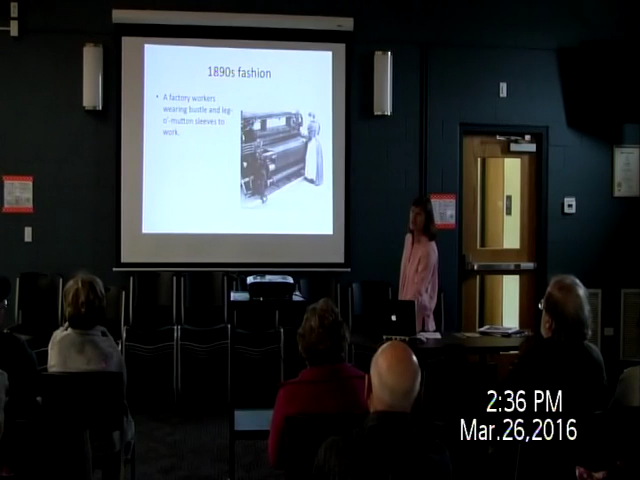 1890s fashion
• A factory workers
wearing bustle and leg-
o'-mutton sleeves to
work.
2:36 PM
Mar.26,2016